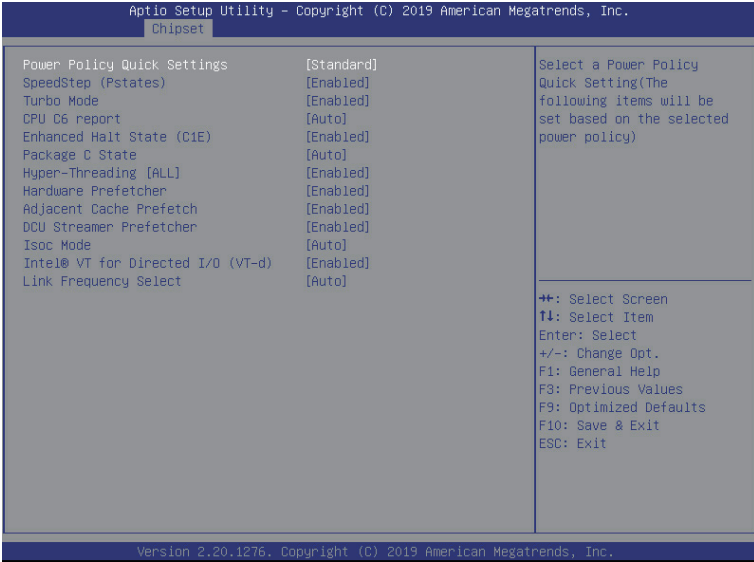 Aptio Setup Utility – Copyright (C) 2019 American Megatrends, Inc.
Chipset
Power Policy Quick Settings [Standard]
SpeedStep (Pstates) [Enabled]
Turbo Mode [Enabled]
CPU C6 report [Auto]
Enhanced Halt State (C1E) [Enabled]
Package C State [Auto]
Hyper-Threading [ALL] [Enabled]
Hardware Prefetcher [Enabled]
Adjacent Cache Prefetch [Enabled]
DCU Streamer Prefetcher [Enabled]
Isoc Mode [Auto]
Intel® VT for Directed I/O (VT-d) [Enabled]
Link Frequency Select [Auto]
Select a Power Policy
Quick Setting(The
following items will be
set based on the selected
power policy)
→←: Select Screen
↑↓: Select Item
Enter: Select
+/-: Change Opt.
F1: General Help
F3: Previous Values
F9: Optimized Defaults
F10: Save & Exit
ESC: Exit
Version 2.20.1276. Copyright (C) 2019 American Megatrends, Inc.